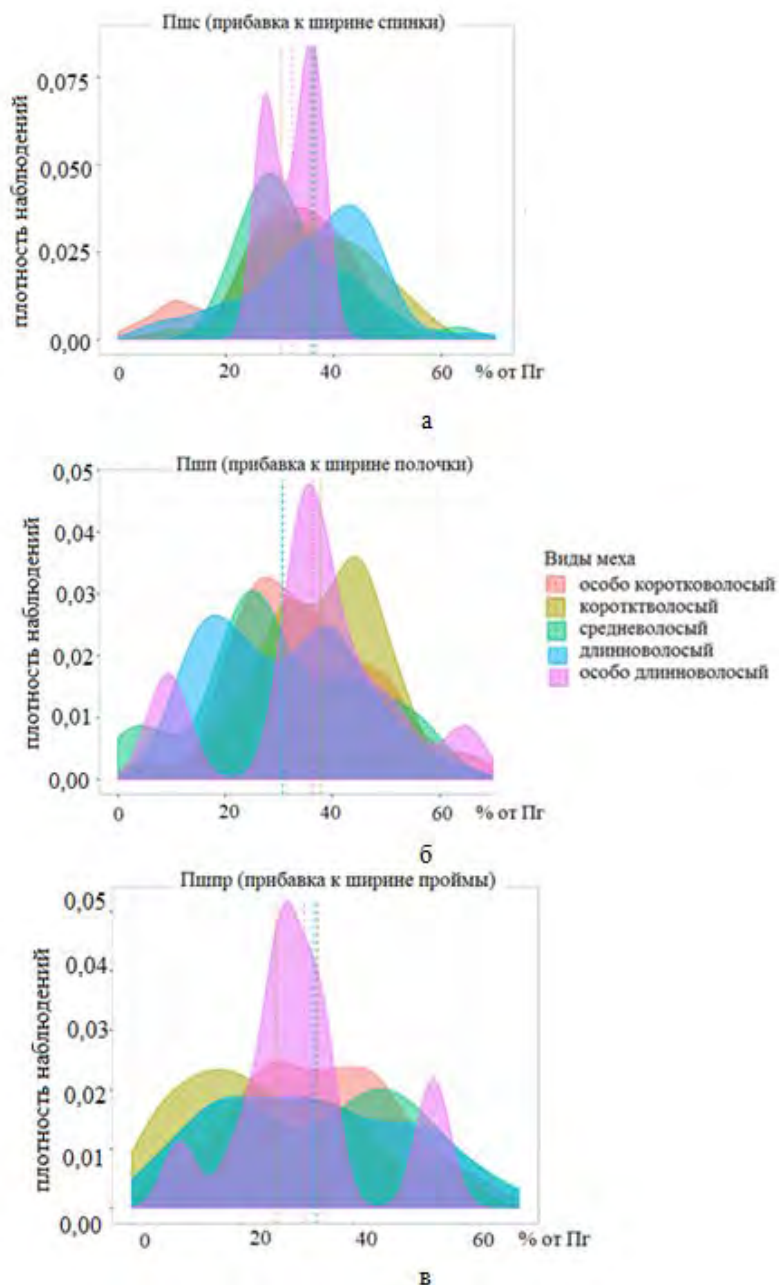 Пшс (прибавка к ширине спинки)
плотность наблюдений
0,075
0,050
0,025
0,00
0 20 40 60 % от Пг
а
Пшп (прибавка к ширине полочки)
плотность наблюдений
0,05
0,04
0,03
0,02
0,01
0,00
0 20 40 60 % от Пг
б
Виды меха
особо коротковолосый
короктволосый
средневолосый
длинноволосый
особо длинноволосый
Пшпр (прибавка к ширине проймы)
плотность наблюдений
0,05
0,04
0,03
0,02
0,01
0,00
0 20 40 60 % от Пг
в